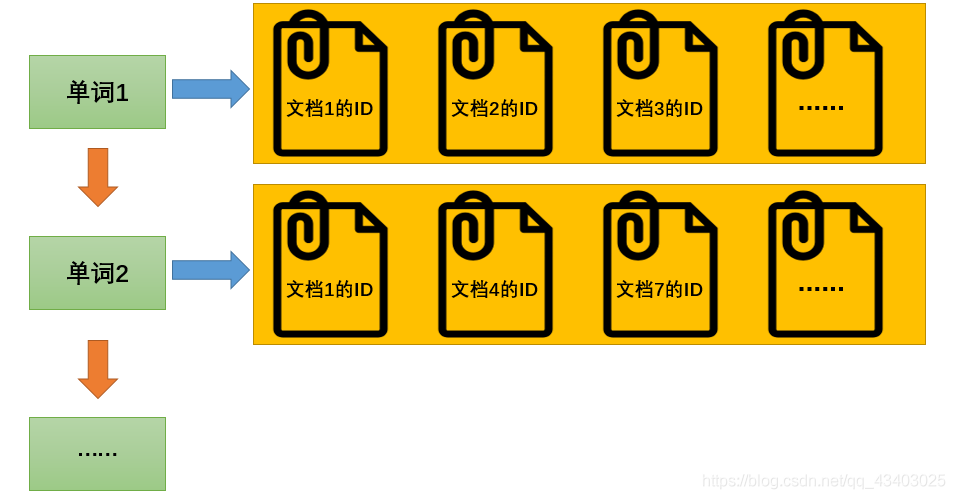 单词1
文档1的ID
文档2的ID
文档3的ID
……
单词2
文档1的ID
文档4的ID
文档7的ID
……
……
https://blog.csdn.net/qq_43403025